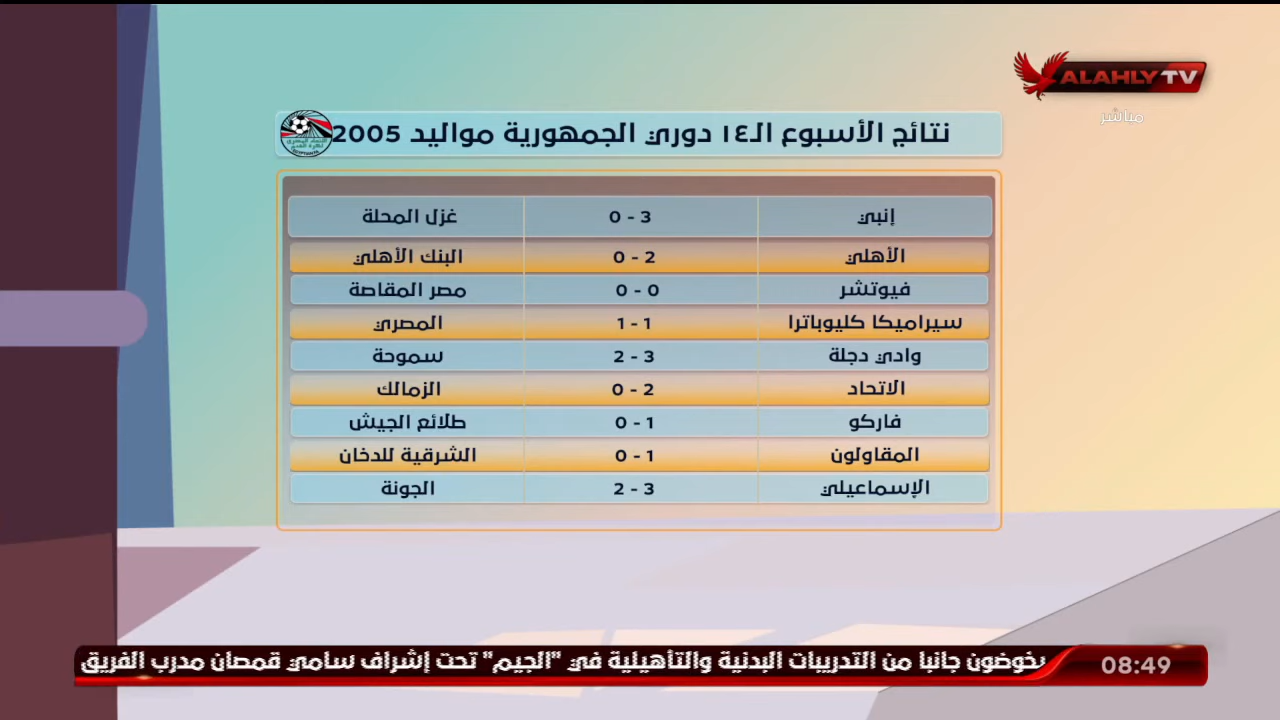 ALAHLY TV
مباشر
نتائج الأسبوع الـ١٤ دوري الجمهورية مواليد 2005
إنبي 3 - 0 غزل المحلة
الأهلي 2 - 0 البنك الأهلي
فيوتشر 0 - 0 مصر المقاصة
سيراميكا كليوباترا 1 - 1 المصري
وادي دجلة 3 - 2 سموحة
الاتحاد 2 - 0 الزمالك
فاركو 1 - 0 طلائع الجيش
المقاولون 1 - 0 الشرقية للدخان
الإسماعيلي 3 - 2 الجونة
يخوضون جانبا من التدريبات البدنية والتأهيلية في "الجيم" تحت إشراف سامي قمصان مدرب الفريق
08:49